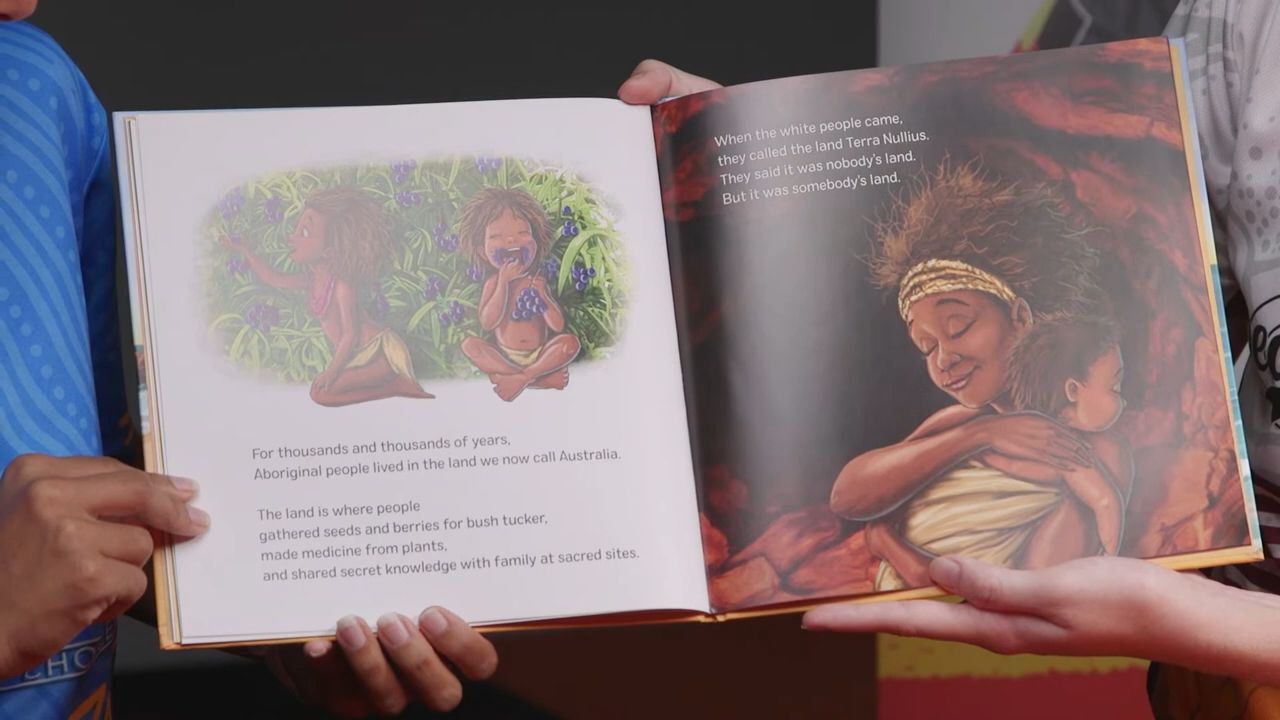 For thousands and thousands of years,
Aboriginal people lived in the land we now call Australia.
The land is where people
gathered seeds and berries for bush tucker,
made medicine from plants,
and shared secret knowledge with family at sacred sites.
When the white people came,
they called the land Terra Nullius.
They said it was nobody's land.
But it was somebody's land.